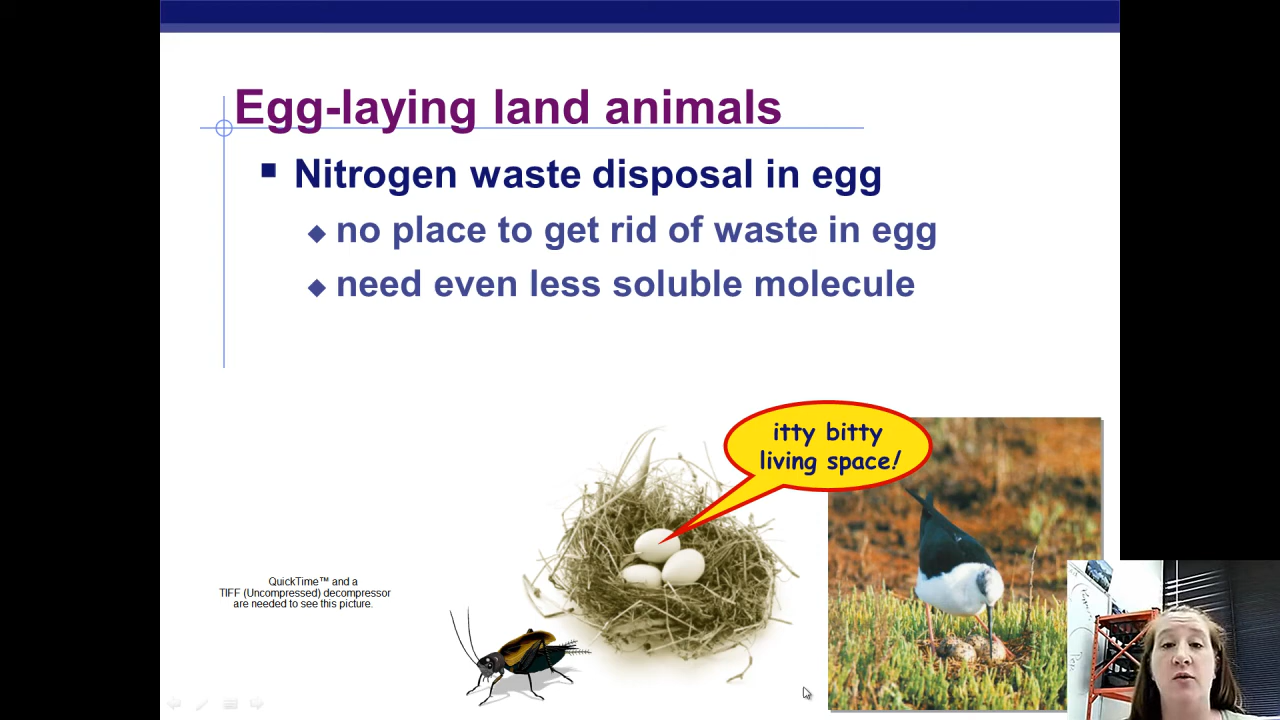 Egg-laying land animals
Nitrogen waste disposal in egg
no place to get rid of waste in egg
need even less soluble molecule
itty bitty
living space!
QuickTime™ and a
TIFF (Uncompressed) decompressor
are needed to see this picture.